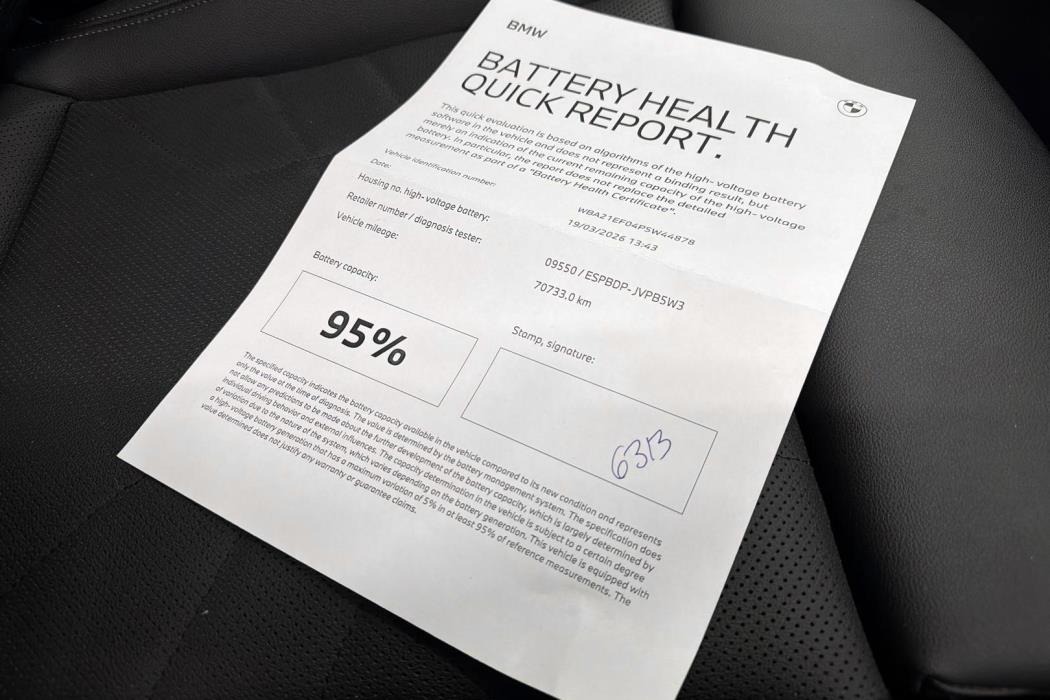 BMW
BATTERY HEALTH
QUICK REPORT.
This quick evaluation is based on algorithms of the high-voltage battery
software in the vehicle and does not represent a binding result, but
merely an indication of the current remaining capacity of the high-voltage
battery. In particular, the report does not replace the detailed
measurement as part of a "Battery Health Certificate".
Vehicle identification number: WBA21EF04PSW44878
Date: 19/03/2026 13:43
Housing no. high-voltage battery:
Retailer number / diagnosis tester: 09550 / ESPBDP-JVPB5W3
Vehicle mileage: 70733.0 km
Battery capacity:
Stamp, signature:
95%
6313
The specified capacity indicates the battery capacity available in the vehicle compared to its new condition and represents
only the value at the time of diagnosis. The value is determined by the battery management system. The specification does
not allow any predictions to be made about the further development of the battery capacity, which is largely determined by
individual driving behavior and external influences. The capacity determination in the vehicle is subject to a certain degree
of variation due to the nature of the system, which varies depending on the battery generation. This vehicle is equipped with
a high-voltage battery generation that has a maximum variation of 5% in at least 95% of reference measurements. The
value determined does not justify any warranty or guarantee claims.